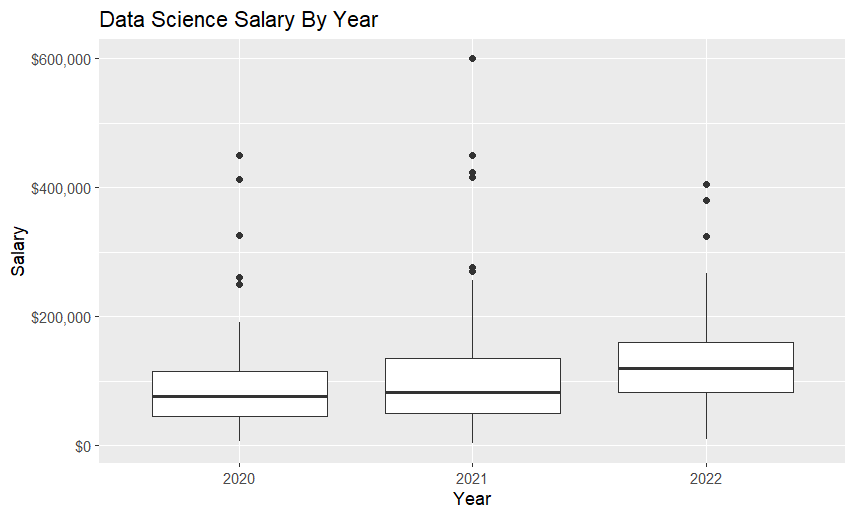 Data Science Salary By Year
$600,000
$400,000
$200,000
$0
Salary
2020 2021 2022
Year